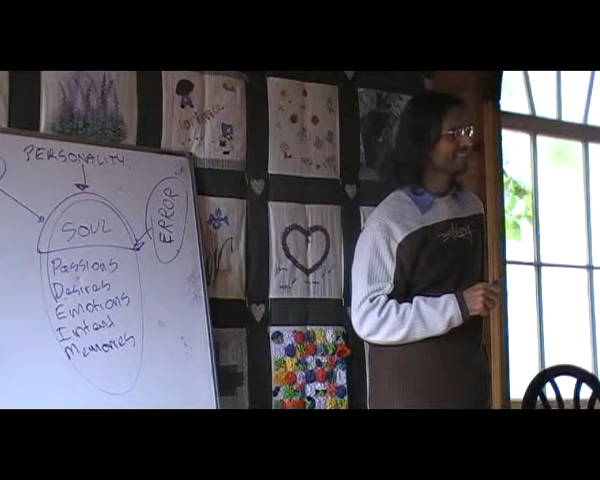 PERSONALITY
SOUL
ERROR
Passions
Desires
Emotions
Intent
Memories